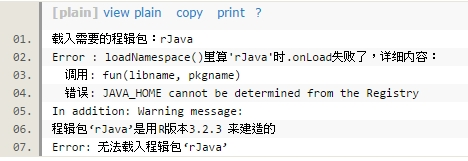 [plain] view plain copy print ?
01. 载入需要的程辑包：rJava
02. Error : loadNamespace()里算'rJava'时.onLoad失败了，详细内容：
03. 调用: fun(libname, pkgname)
04. 错误: JAVA_HOME cannot be determined from the Registry
05. In addition: Warning message:
06. 程辑包‘rJava’是用R版本3.2.3 来建造的
07. Error: 无法载入程辑包‘rJava’